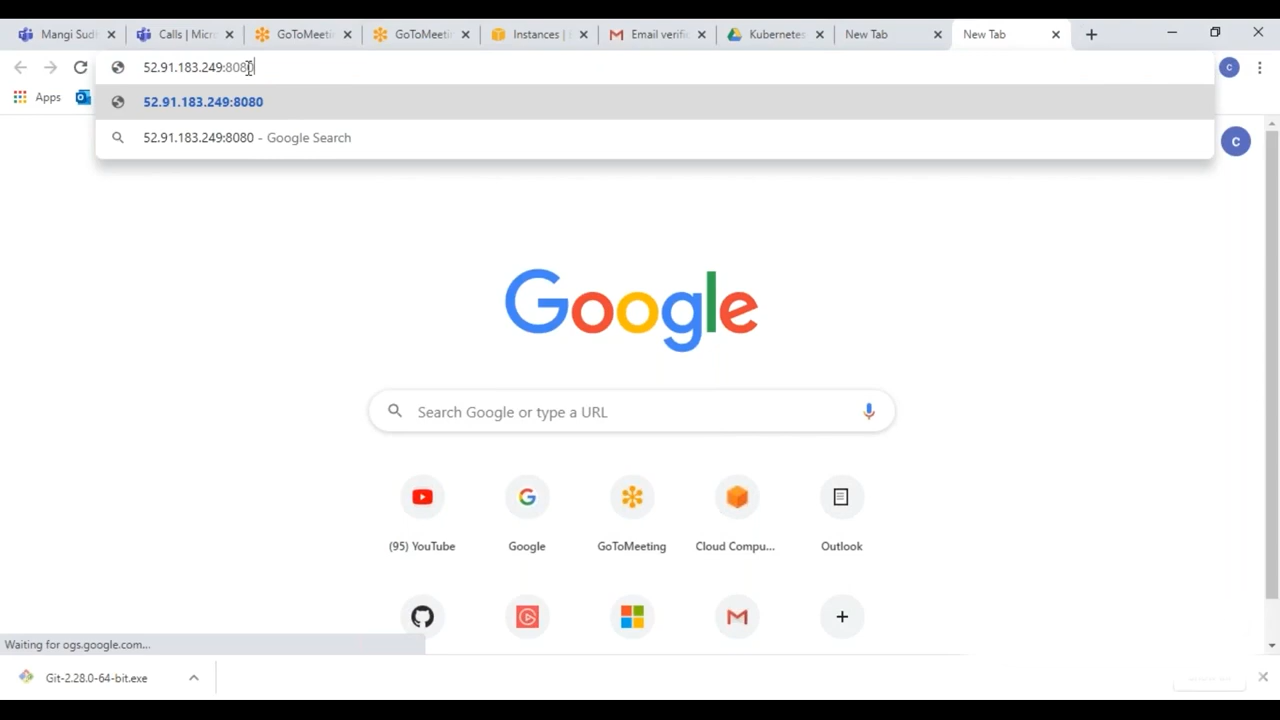 Mangi Sudi
Calls | Micr
GoToMeeti
GoToMeetin
Instances |
Email verific
Kubernetes
New Tab
New Tab
52.91.183.249:8080
C
Apps
52.91.183.249:8080
52.91.183.249:8080 - Google Search
C
Google
Search Google or type a URL
(95) YouTube
Google
GoToMeeting
Cloud Compu...
Outlook
Waiting for ogs.google.com...
Git-2.28.0-64-bit.exe